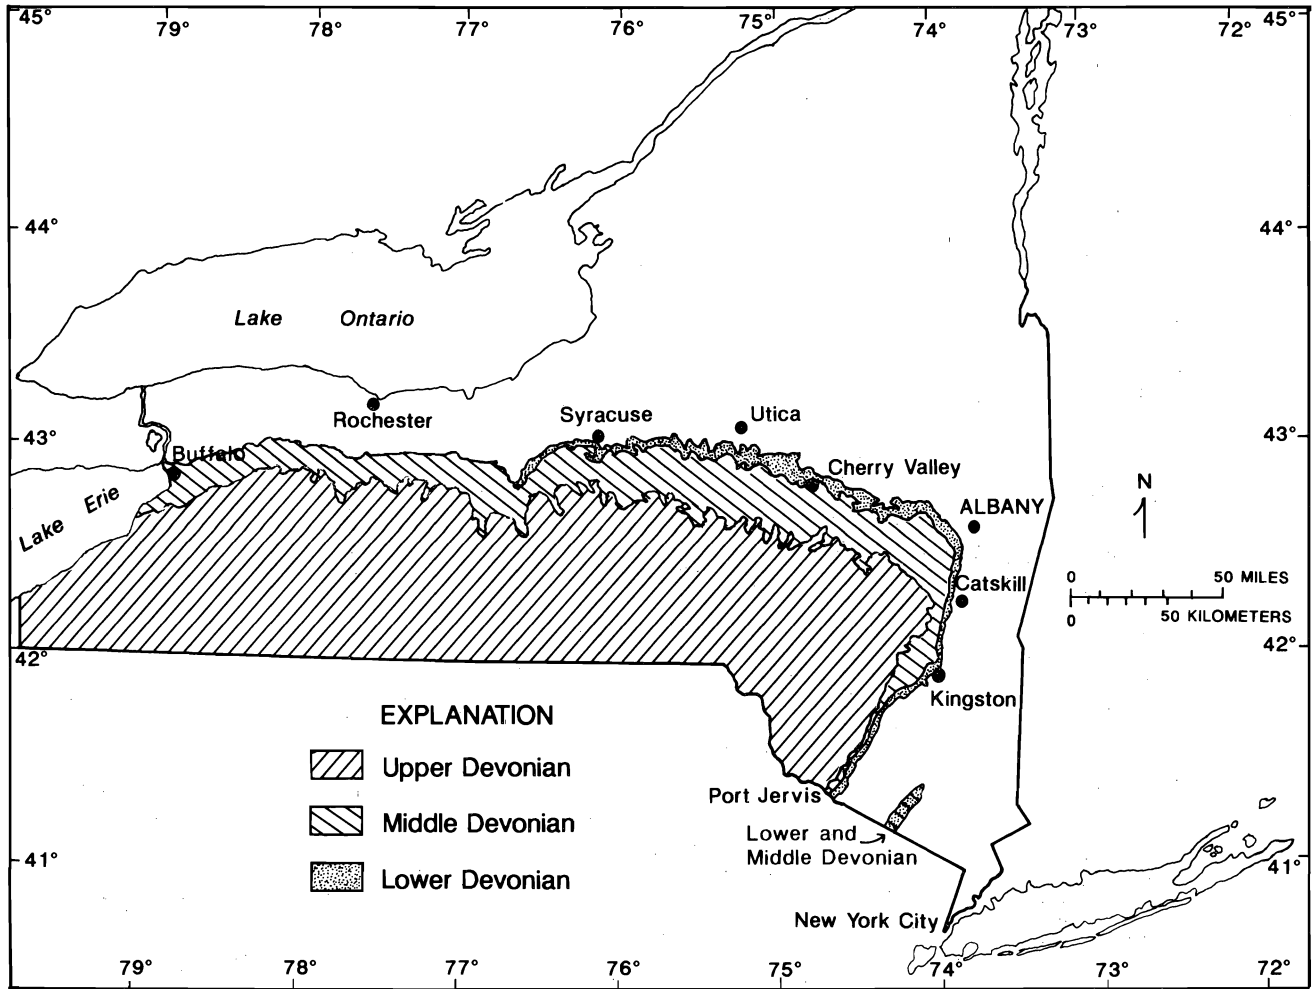 45°
79°
78°
77°
76°
75°
74°
73°
72°
45°
44°
44°
Lake Ontario
Rochester
Syracuse
Utica
43°
43°
Buffalo
Cherry Valley
Lake Erie
ALBANY
N
Catskill
0 50 MILES
0 50 KILOMETERS
42°
42°
Kingston
EXPLANATION
Upper Devonian
Middle Devonian
Lower Devonian
Port Jervis
Lower and
Middle Devonian
41°
41°
New York City
79°
78°
77°
76°
75°
74°
73°
72°